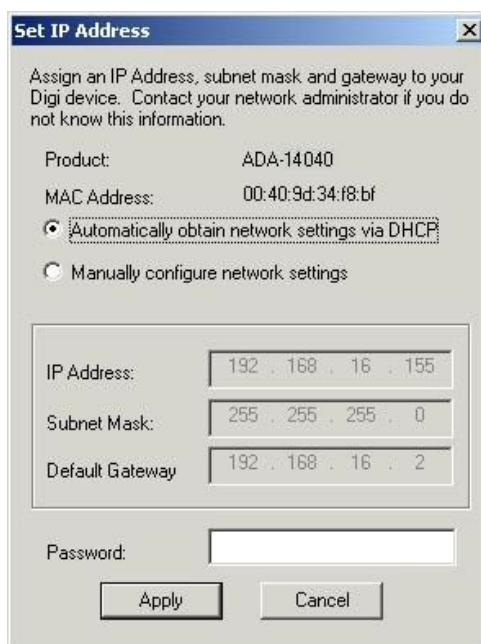 Set IP Address
Assign an IP Address, subnet mask and gateway to your
Digi device. Contact your network administrator if you do
not know this information.
Product: ADA-14040
MAC Address: 00:40:9d:34:f8:bf
Automatically obtain network settings via DHCP
Manually configure network settings
IP Address: 192 . 168 . 16 . 155
Subnet Mask: 255 . 255 . 255 . 0
Default Gateway 192 . 168 . 16 . 2
Password:
Apply Cancel